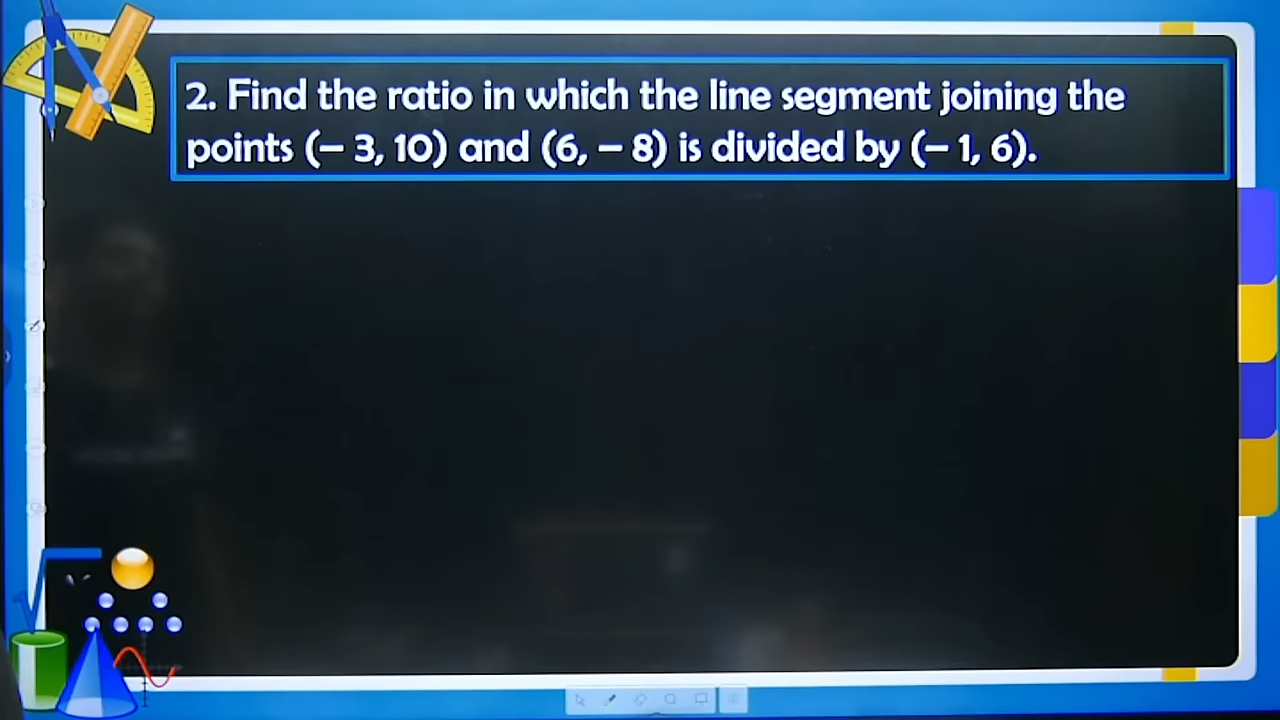 2. Find the ratio in which the line segment joining the
points (– 3, 10) and (6, – 8) is divided by (– 1, 6).